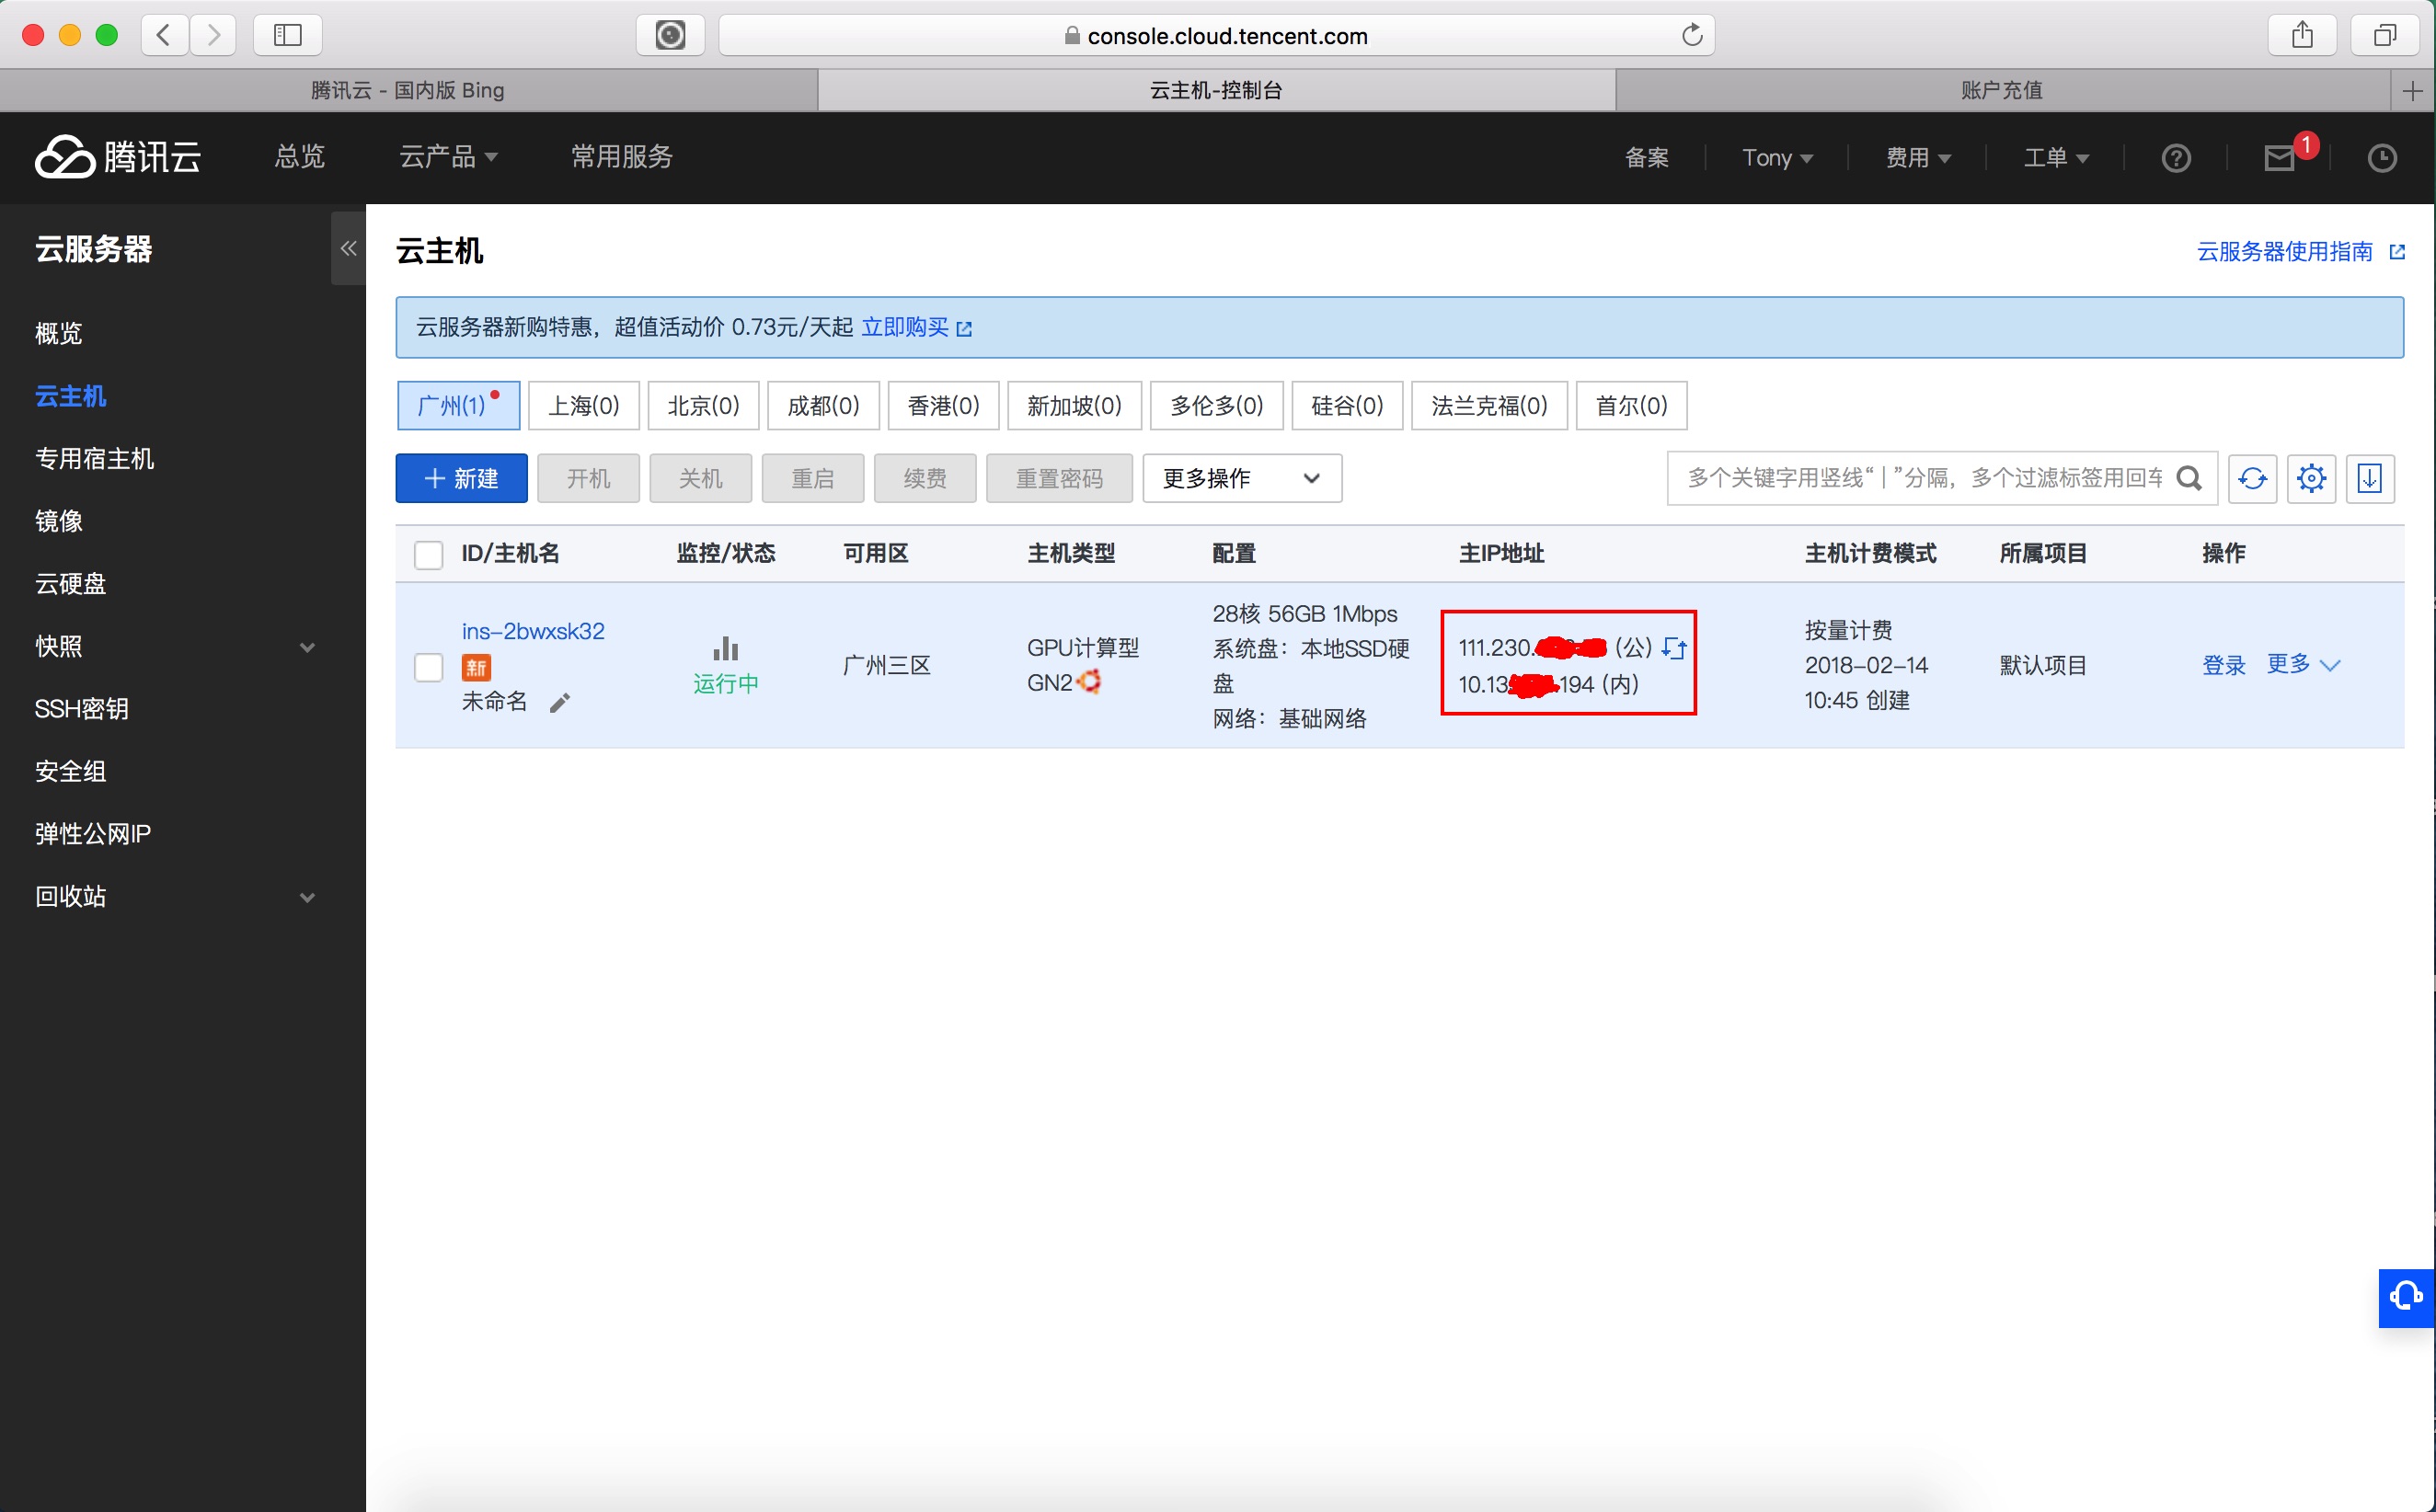 console.cloud.tencent.com
腾讯云 - 国内版 Bing
云主机-控制台
账户充值
腾讯云
总览
云产品
常用服务
备案
Tony
费用
工单
1
云服务器
概览
云主机
专用宿主机
镜像
云硬盘
快照
SSH密钥
安全组
弹性公网IP
回收站
云主机
云服务器使用指南
云服务器新购特惠，超值活动价 0.73元/天起 立即购买
广州(1)
上海(0)
北京(0)
成都(0)
香港(0)
新加坡(0)
多伦多(0)
硅谷(0)
法兰克福(0)
首尔(0)
新建
开机
关机
重启
续费
重置密码
更多操作
多个关键字用竖线“|”分隔，多个过滤标签用回车
ID/主机名
监控/状态
可用区
主机类型
配置
主IP地址
主机计费模式
所属项目
操作
ins-2bwxsk32
新
未命名
运行中
广州三区
GPU计算型
GN2
28核 56GB 1Mbps
系统盘：本地SSD硬
盘
网络：基础网络
111.230. (公)
10.13 .194 (内)
按量计费
2018-02-14
10:45 创建
默认项目
登录
更多